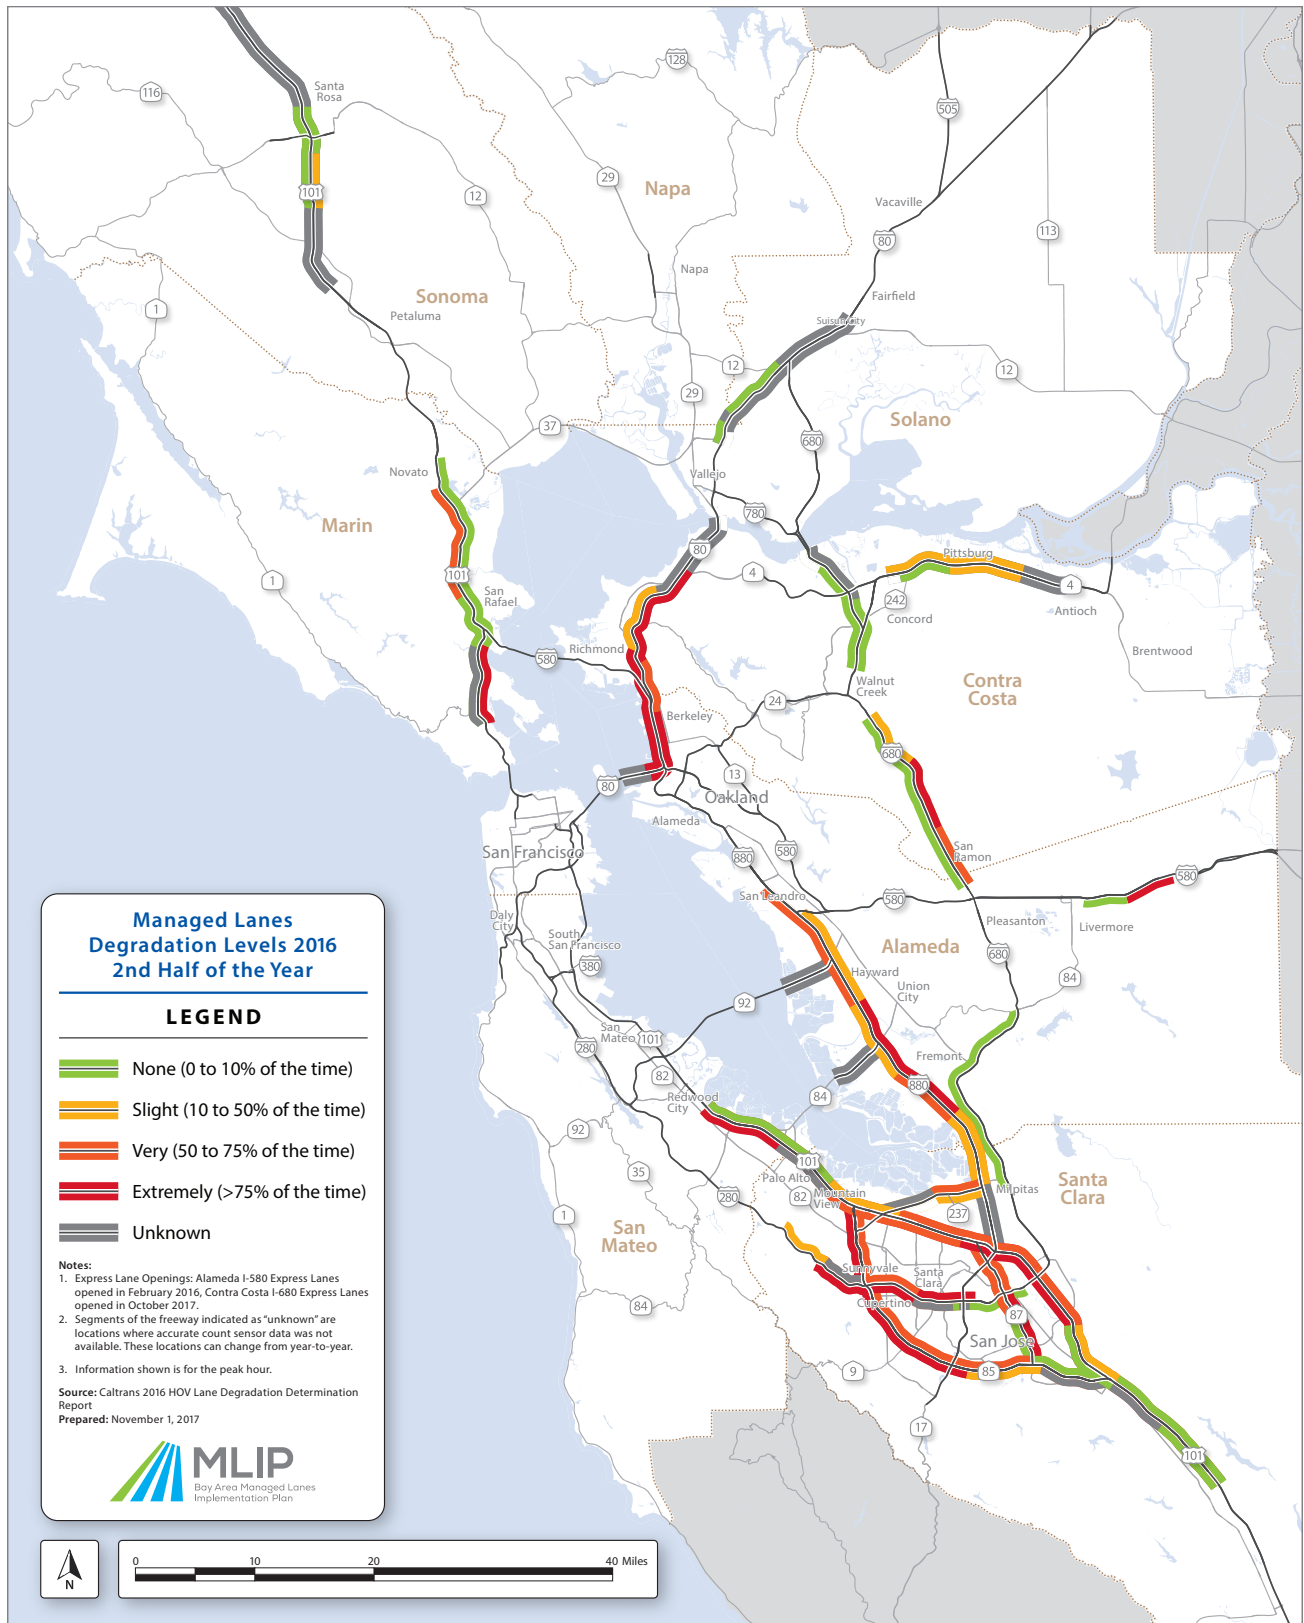 Santa
Rosa
116
128
505
101
12
29
Napa
Vacaville
80
113
Napa
Sonoma
Petaluma
1
Fairfield
Suisun City
12
12
29
Solano
37
680
Novato
Vallejo
Marin
780
80
Pittsburg
4
4
Antioch
101
1
San
Rafael
242
Concord
Richmond
580
Brentwood
Walnut
Creek
Contra
Costa
24
Berkeley
680
13
80
Oakland
Alameda
San Francisco
880
580
San
Ramon
580
San Leandro
580
Daly
City
South
San Francisco
380
Pleasanton
Livermore
Alameda
680
Hayward
84
Union
City
92
San
Mateo
101
280
82
Fremont
880
Redwood
City
84
92
35
101
Palo Alto
82
Mountain
View
280
Milpitas
237
Santa
Clara
1
San
Mateo
Sunnyvale
Santa
Clara
Cupertino
87
84
San Jose
9
85
17
101
Managed Lanes
Degradation Levels 2016
2nd Half of the Year
LEGEND
None (0 to 10% of the time)
Slight (10 to 50% of the time)
Very (50 to 75% of the time)
Extremely (>75% of the time)
Unknown
Notes:
1. Express Lane Openings: Alameda I-580 Express Lanes
opened in February 2016, Contra Costa I-680 Express Lanes
opened in October 2017.
2. Segments of the freeway indicated as "unknown" are
locations where accurate count sensor data was not
available. These locations can change from year-to-year.
3. Information shown is for the peak hour.
Source: Caltrans 2016 HOV Lane Degradation Determination
Report
Prepared: November 1, 2017
MLIP
Bay Area Managed Lanes
Implementation Plan
N
0 10 20 40 Miles